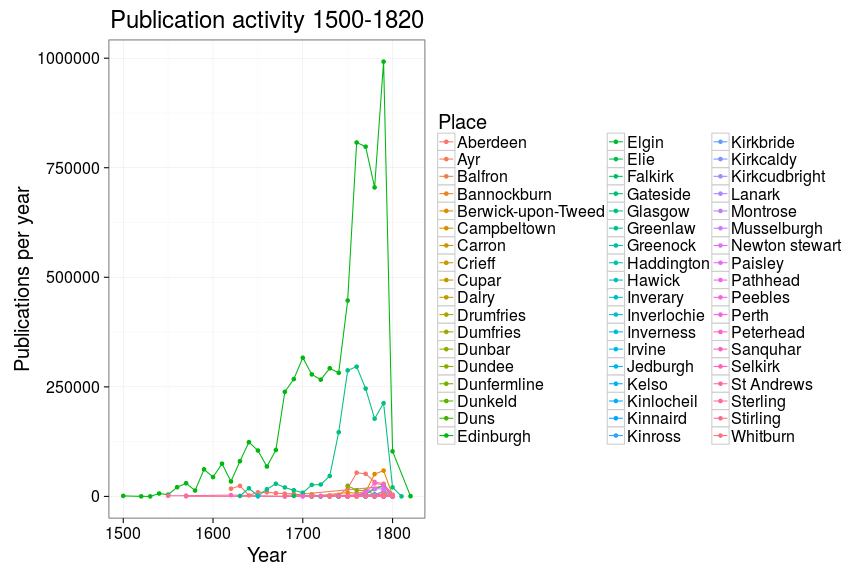 Publication activity 1500-1820
Publications per year
1000000
750000
500000
250000
0
1500
1600
1700
1800
Year
Place
Aberdeen
Ayr
Balfron
Bannockburn
Berwick-upon-Tweed
Campbeltown
Carron
Crieff
Cupar
Dalry
Drumfries
Dumfries
Dunbar
Dundee
Dunfermline
Dunkeld
Duns
Edinburgh
Elgin
Elie
Falkirk
Gateside
Glasgow
Greenlaw
Greenock
Haddington
Hawick
Inverary
Inverlochie
Inverness
Irvine
Jedburgh
Kelso
Kinlocheil
Kinnaird
Kinross
Kirkbride
Kirkcaldy
Kirkcudbright
Lanark
Montrose
Musselburgh
Newton stewart
Paisley
Pathhead
Peebles
Perth
Peterhead
Sanquhar
Selkirk
St Andrews
Sterling
Stirling
Whitburn